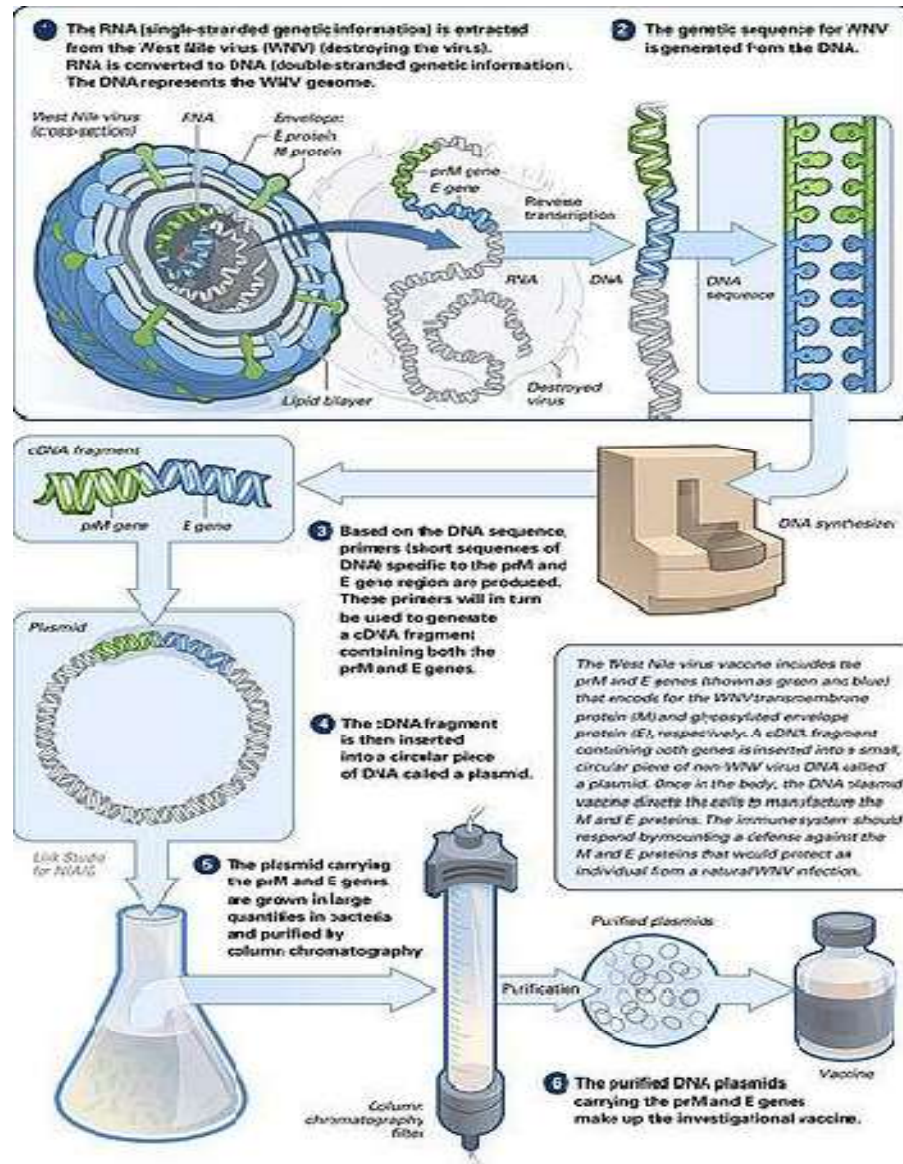 1 The RNA (single-stranded genetic information) is extracted
from the West Nile virus (WNV) (destroying the virus).
RNA is converted to DNA (double-stranded genetic information).
The DNA represents the WNV genome.
2 The genetic sequence for WNV
is generated from the DNA.
West Nile virus
(cross-section)
RNA
Envelope:
E protein
M protein
prM gene
E gene
Reverse
transcription
RNA
DNA
DNA
sequence
Lipid bilayer
Destroyed
virus
cDNA fragment
prM gene
E gene
DNA synthesizer
3 Based on the DNA sequence,
primers (short sequences of
DNA) specific to the prM and
E gene region are produced.
These primers will in turn
be used to generate
a cDNA fragment
containing both the
prM and E genes.
Plasmid
4 The cDNA fragment
is then inserted
into a circular piece
of DNA called a plasmid.
The West Nile virus vaccine includes the
prM and E genes (shown as green and blue)
that encode for the WNV transmembrane
protein (M) and glycosylated envelope
protein (E), respectively. A cDNA fragment
containing both genes is inserted into a small,
circular piece of non-WNV virus DNA called
a plasmid. Once in the body, the DNA plasmid
vaccine directs the cells to manufacture the
M and E proteins. The immune system should
respond by mounting a defense against the
M and E proteins that would protect an
individual from a natural WNV infection.
Link Studio
for NIAID
5 The plasmid carrying
the prM and E genes
are grown in large
quantities in bacteria
and purified by
column chromatography
Purified plasmids
Purification
Vaccine
Column
chromatography
filter
6 The purified DNA plasmids
carrying the prM and E genes
make up the investigational vaccine.